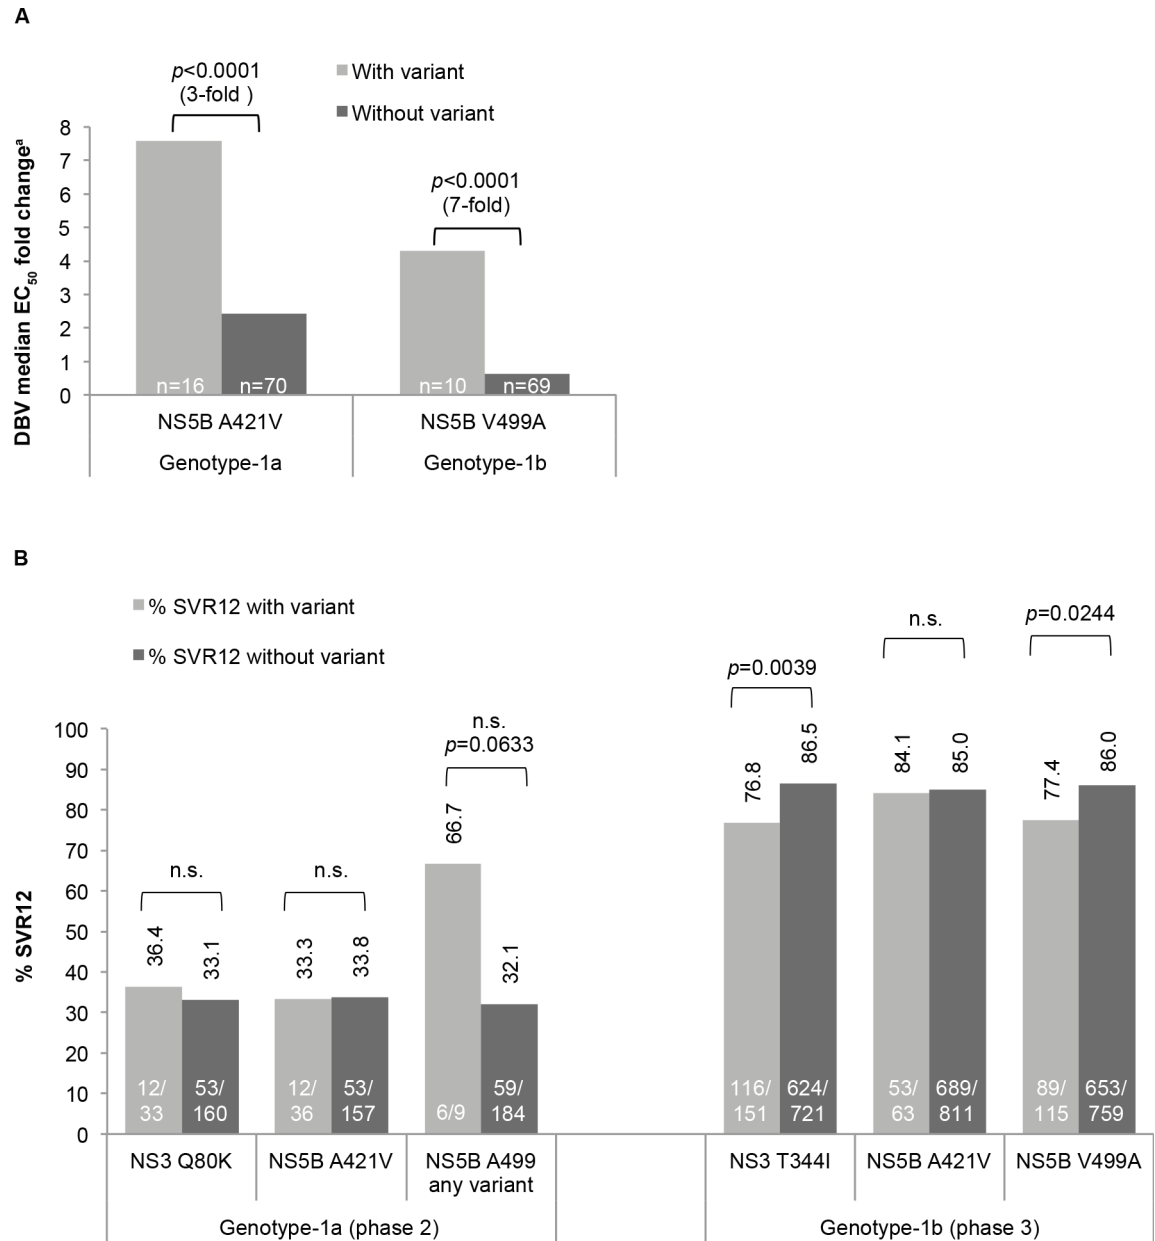 A
p<0.0001
(3-fold )
With variant
Without variant
p<0.0001
(7-fold)
DBV median EC50 fold changeᵃ
8
7
6
5
4
3
2
1
0
n=16
n=70
n=10
n=69
NS5B A421V
NS5B V499A
Genotype-1a
Genotype-1b
B
% SVR12 with variant
% SVR12 without variant
% SVR12
100
90
80
70
60
50
40
30
20
10
0
n.s.
36.4
33.1
12/
33
53/
160
n.s.
33.3
33.8
12/
36
53/
157
n.s.
p=0.0633
66.7
32.1
6/9
59/
184
p=0.0039
76.8
86.5
116/
151
624/
721
n.s.
84.1
85.0
53/
63
689/
811
p=0.0244
77.4
86.0
89/
115
653/
759
NS3 Q80K
NS5B A421V
NS5B A499
any variant
NS3 T344I
NS5B A421V
NS5B V499A
Genotype-1a (phase 2)
Genotype-1b (phase 3)